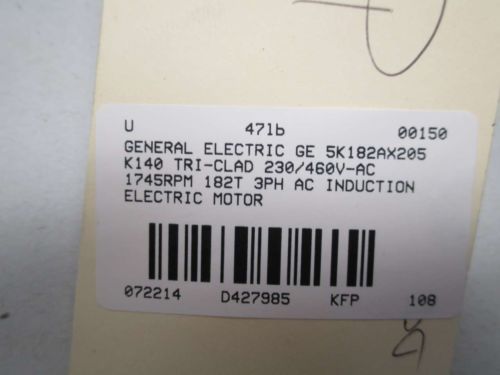 U 47lb 00150
GENERAL ELECTRIC GE 5K182AX205
K140 TRI-CLAD 230/460V-AC
1745RPM 182T 3PH AC INDUCTION
ELECTRIC MOTOR
072214 D427985 KFP 108